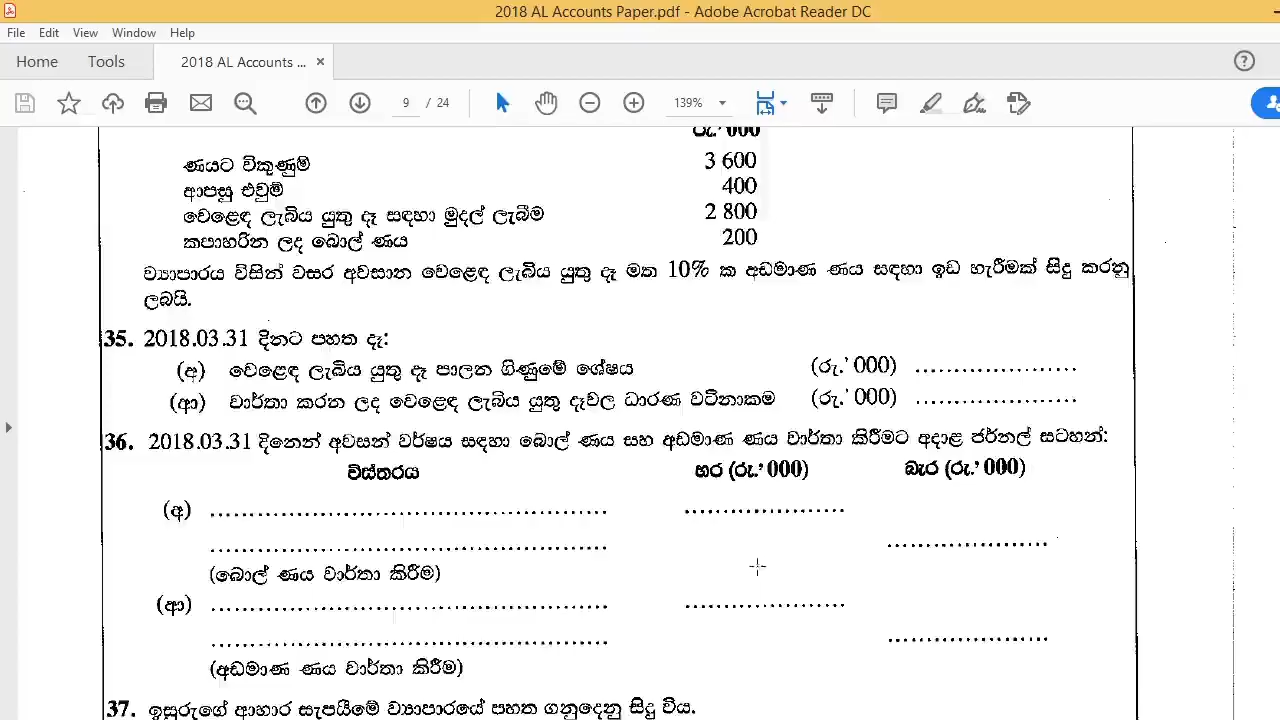 2018 AL Accounts Paper.pdf - Adobe Acrobat Reader DC
File Edit View Window Help
Home Tools 2018 AL Accounts ... ×
9 / 24 139%
රු.' 000
ණයට විකුණුම් 3 600
ආපසු එවුම් 400
වෙළෙඳ ලැබිය යුතු දෑ සඳහා මුදල් ලැබීම 2 800
කපාහරින ලද බොල් ණය 200
ව්‍යාපාරය විසින් වසර අවසාන වෙළෙඳ ලැබිය යුතු දෑ මත 10% ක අඩමාණ ණය සඳහා ඉඩ හැරීමක් සිදු කරනු
ලබයි.
35. 2018.03.31 දිනට පහත දෑ:
(අ) වෙළෙඳ ලැබිය යුතු දෑ පාලන ගිණුමේ ශේෂය (රු.' 000) ..............................
(ආ) වාර්තා කරන ලද වෙළෙඳ ලැබිය යුතු දෑවල ධාරණ වටිනාකම (රු.' 000) ..............................
36. 2018.03.31 දිනෙන් අවසන් වර්ෂය සඳහා බොල් ණය සහ අඩමාණ ණය වාර්තා කිරීමට අදාළ ජර්නල් සටහන්:
විස්තරය හර (රු.' 000) බැර (රු.' 000)
(අ) .................................................. ..............................
.................................................. ..............................
(බොල් ණය වාර්තා කිරීම)
(ආ) .................................................. ..............................
.................................................. ..............................
(අඩමාණ ණය වාර්තා කිරීම)
37. ඉසුරුගේ ආහාර සැපයීමේ ව්‍යාපාරයේ පහත ගනුදෙනු සිදු විය.